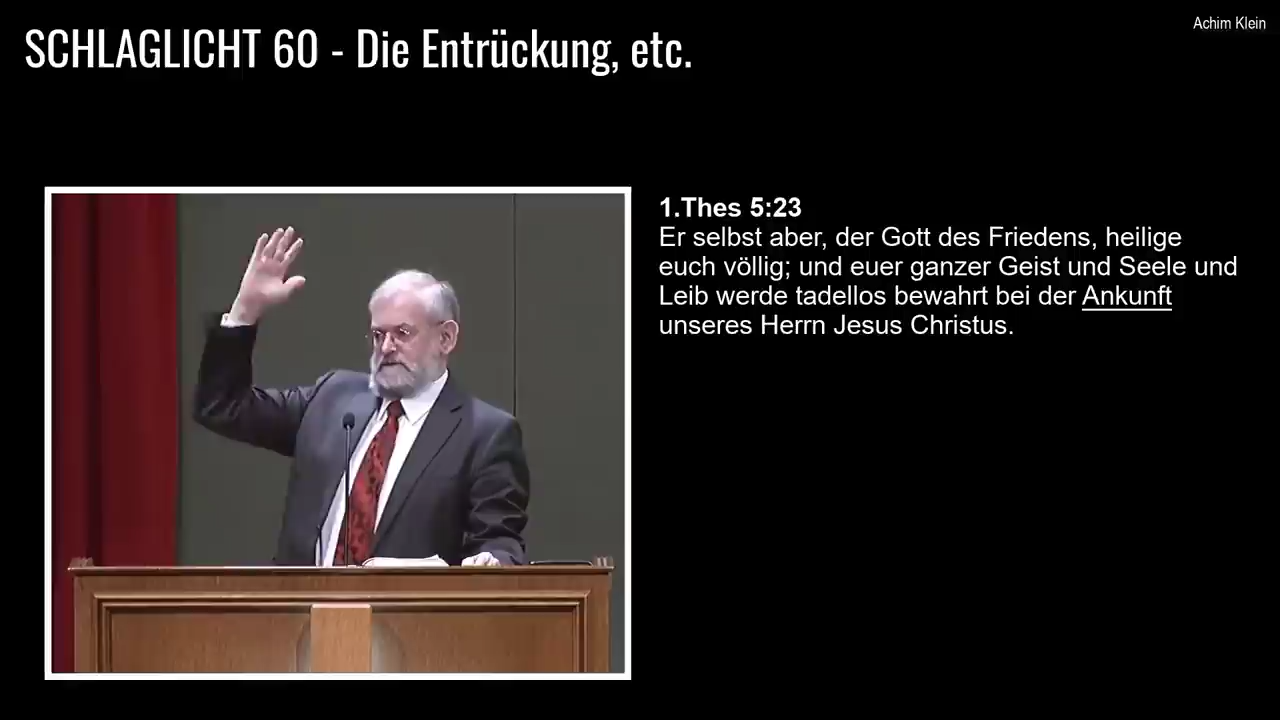 SCHLAGLICHT 60 - Die Entrückung, etc.
Achim Klein
1.Thes 5:23
Er selbst aber, der Gott des Friedens, heilige
euch völlig; und euer ganzer Geist und Seele und
Leib werde tadellos bewahrt bei der Ankunft
unseres Herrn Jesus Christus.